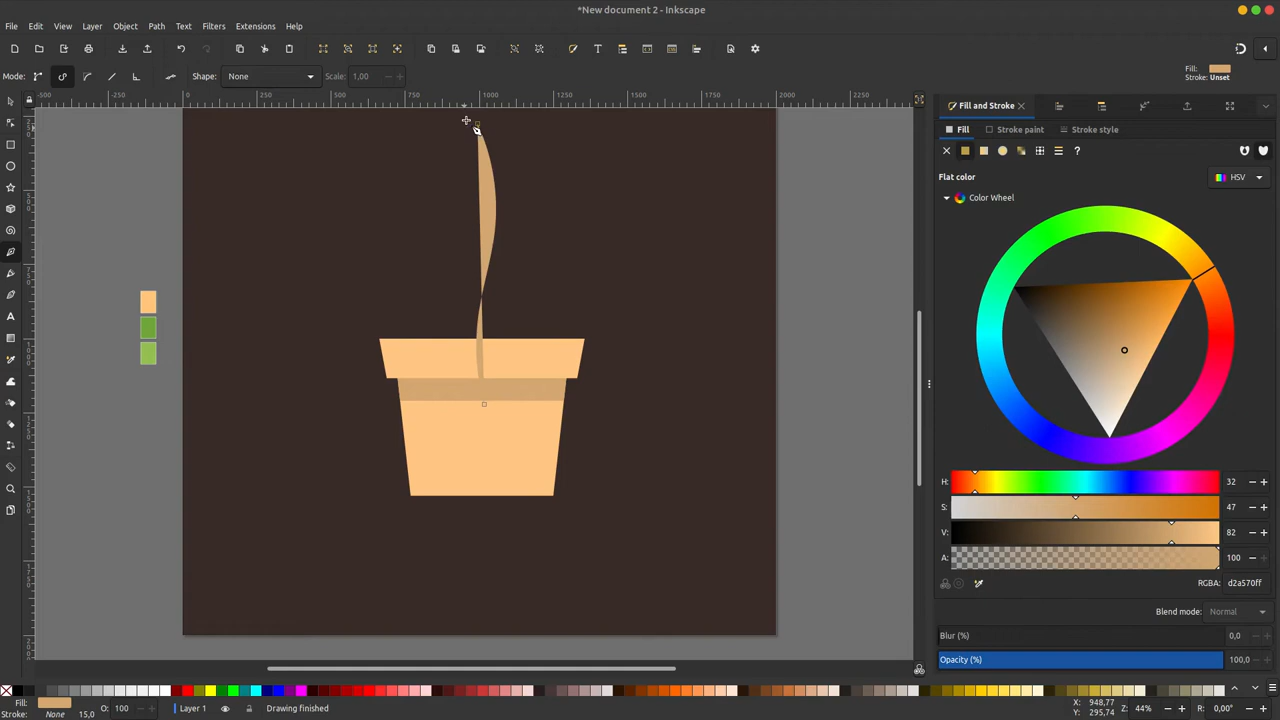 *New document 2 - Inkscape
File Edit View Layer Object Path Text Filters Extensions Help
Mode: Shape: None Scale: 1,00 Fill:
Stroke: Unset
-500 -250 0 250 500 750 1000 1250 1500 1750 2000 2250
Fill and Stroke
Fill Stroke paint Stroke style
?
Flat color HSV
Color Wheel
H: 32
S: 47
V: 82
A: 100
RGBA: d2a570ff
Blend mode: Normal
Blur (%) 0,0
Opacity (%) 100,0
Fill: O: 100 Layer 1 Drawing finished X: 948,77 Z: 44% R: 0,00°
Stroke: None 15,0 Y: 295,74